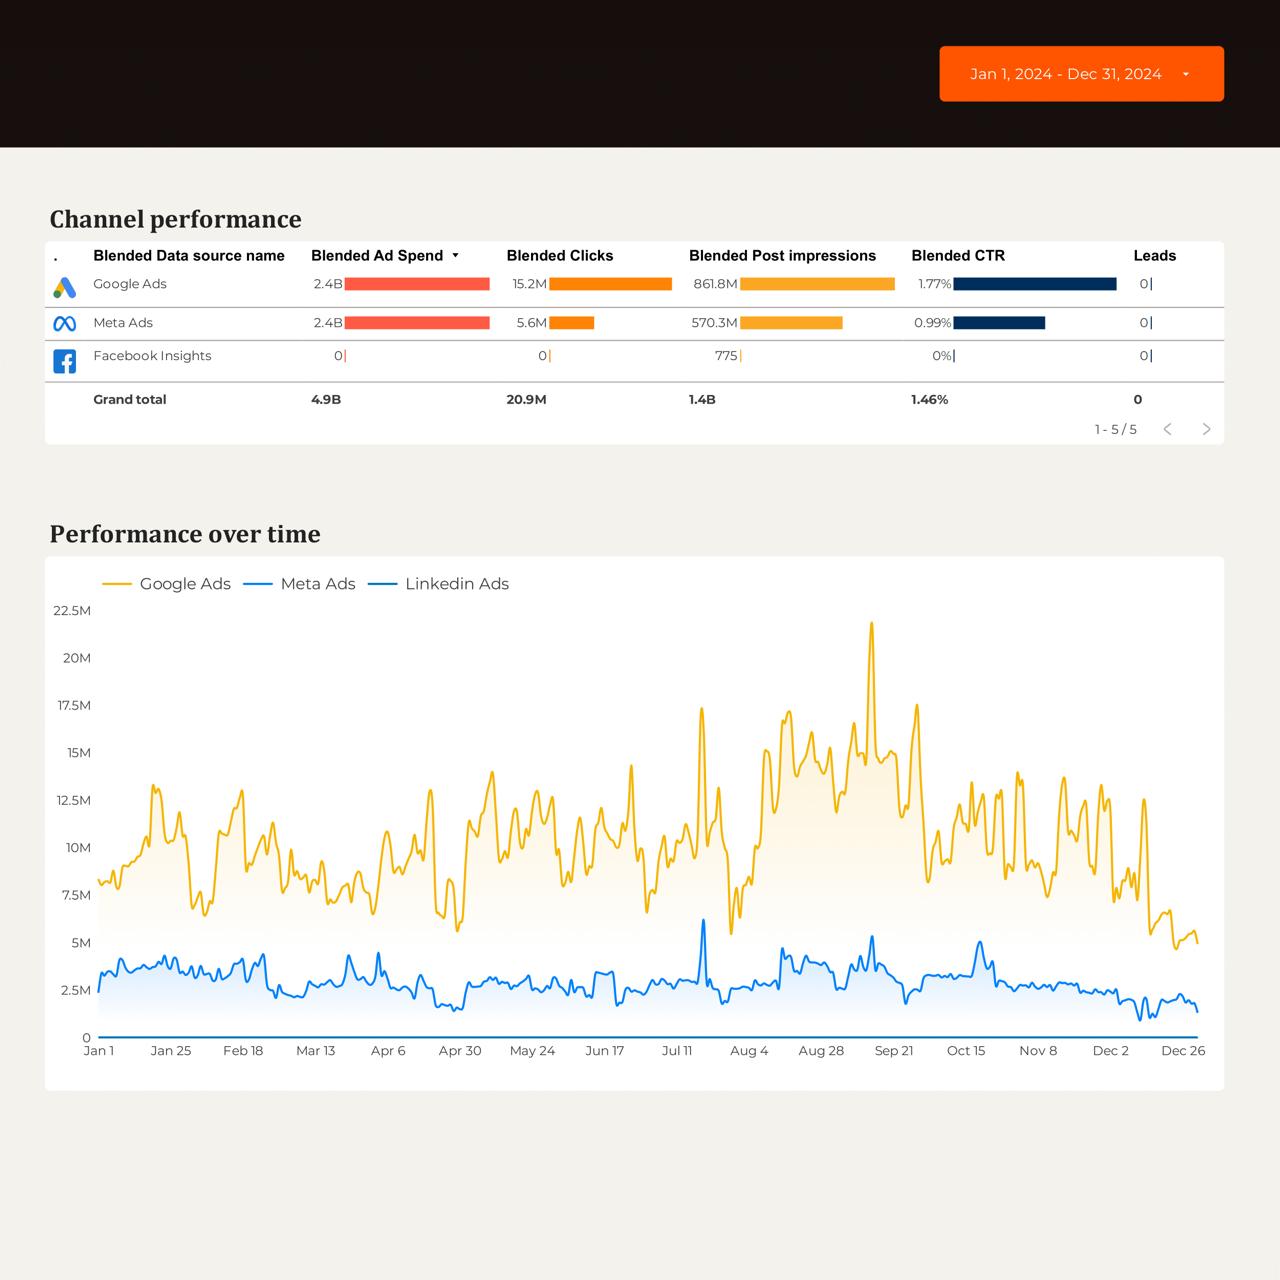 Jan 1, 2024 - Dec 31, 2024
Channel performance
. Blended Data source name Blended Ad Spend Blended Clicks Blended Post impressions Blended CTR Leads
Google Ads 2.4B 15.2M 861.8M 1.77% 0
Meta Ads 2.4B 5.6M 570.3M 0.99% 0
Facebook Insights 0 0 775 0% 0
Grand total 4.9B 20.9M 1.4B 1.46% 0
1 - 5 / 5
Performance over time
Google Ads Meta Ads Linkedin Ads
22.5M
20M
17.5M
15M
12.5M
10M
7.5M
5M
2.5M
0
Jan 1 Jan 25 Feb 18 Mar 13 Apr 6 Apr 30 May 24 Jun 17 Jul 11 Aug 4 Aug 28 Sep 21 Oct 15 Nov 8 Dec 2 Dec 26